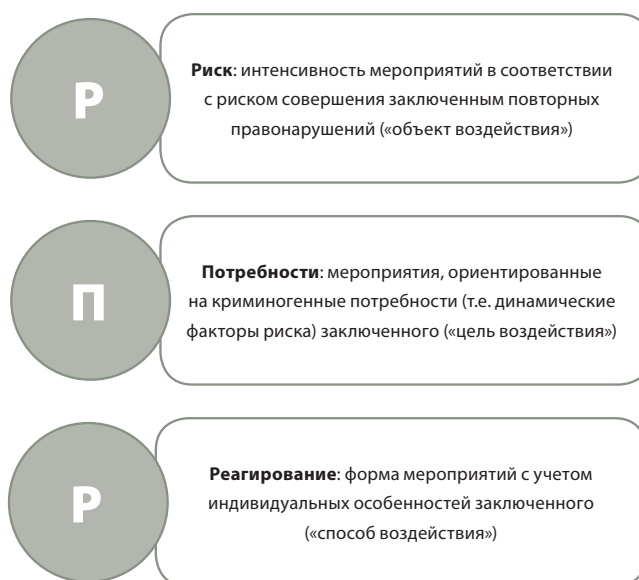 Р
Риск: интенсивность мероприятий в соответствии
с риском совершения заключенным повторных
правонарушений («объект воздействия»)
П
Потребности: мероприятия, ориентированные
на криминогенные потребности (т.е. динамические
факторы риска) заключенного («цель воздействия»)
Р
Реагирование: форма мероприятий с учетом
индивидуальных особенностей заключенного
(«способ воздействия»)